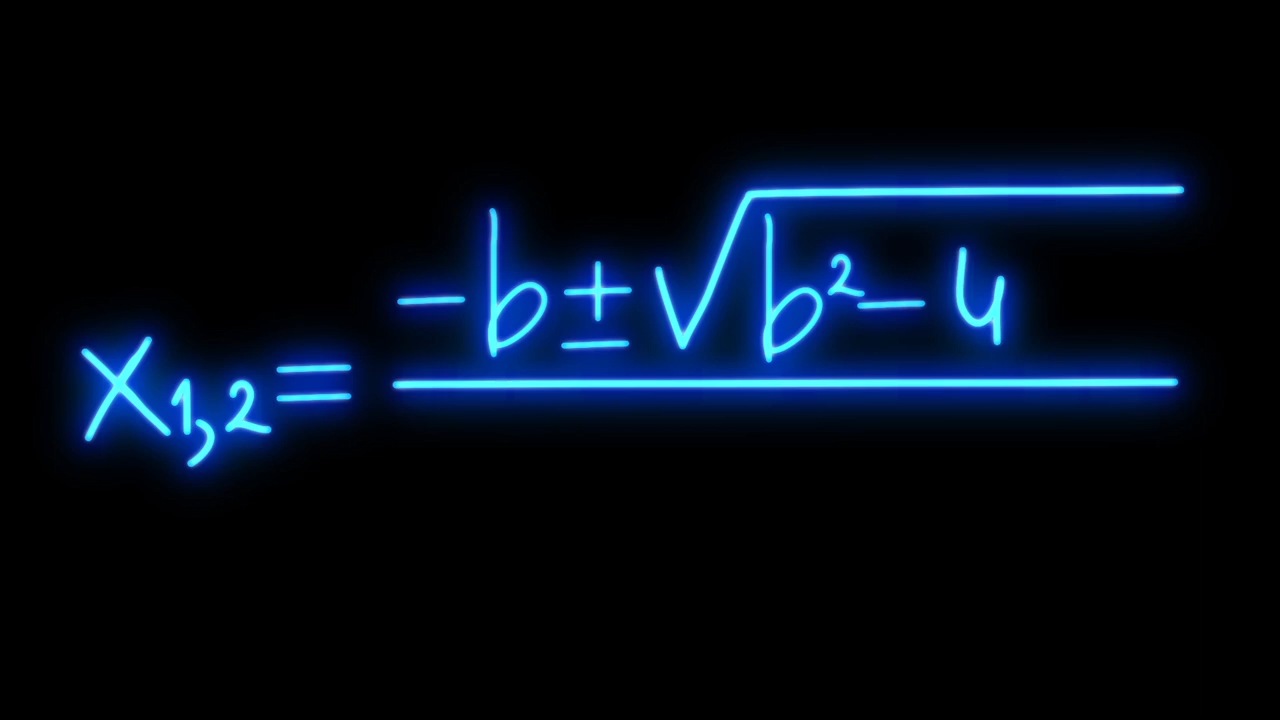 x₁,₂ = −b ± √b² − 4